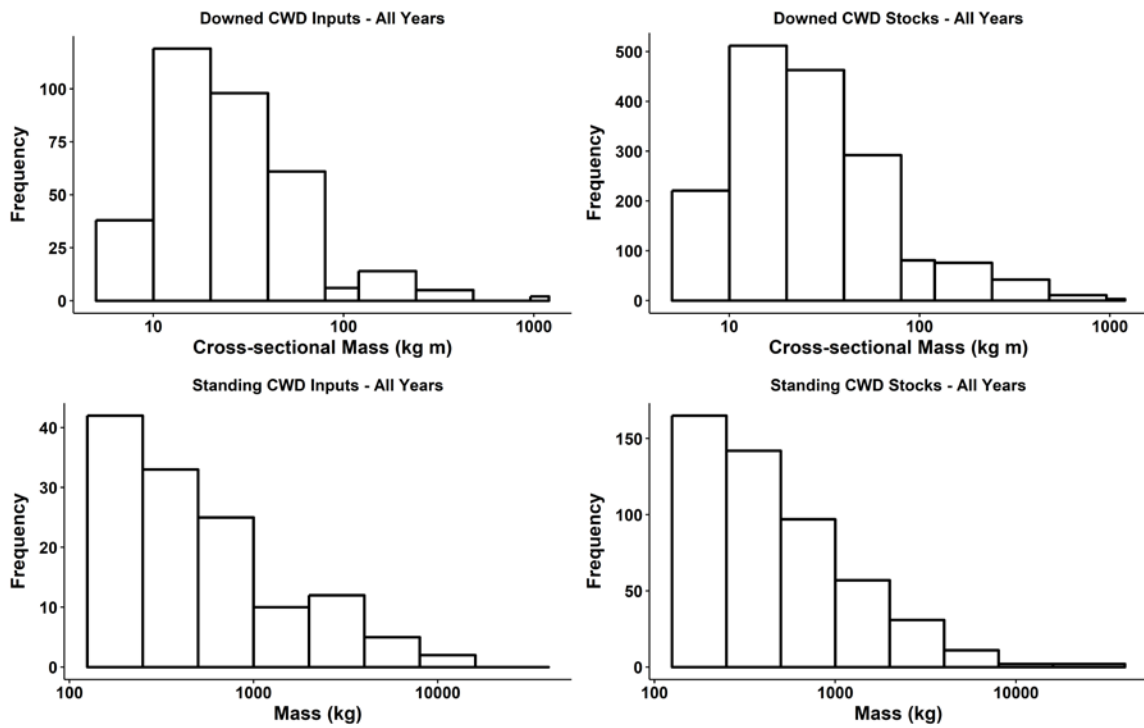 Downed CWD Inputs - All Years
Frequency
100
75
50
25
0
10
100
1000
Cross-sectional Mass (kg m)
Downed CWD Stocks - All Years
Frequency
500
400
300
200
100
0
10
100
1000
Cross-sectional Mass (kg m)
Standing CWD Inputs - All Years
Frequency
40
30
20
10
0
100
1000
10000
Mass (kg)
Standing CWD Stocks - All Years
Frequency
150
100
50
0
100
1000
10000
Mass (kg)